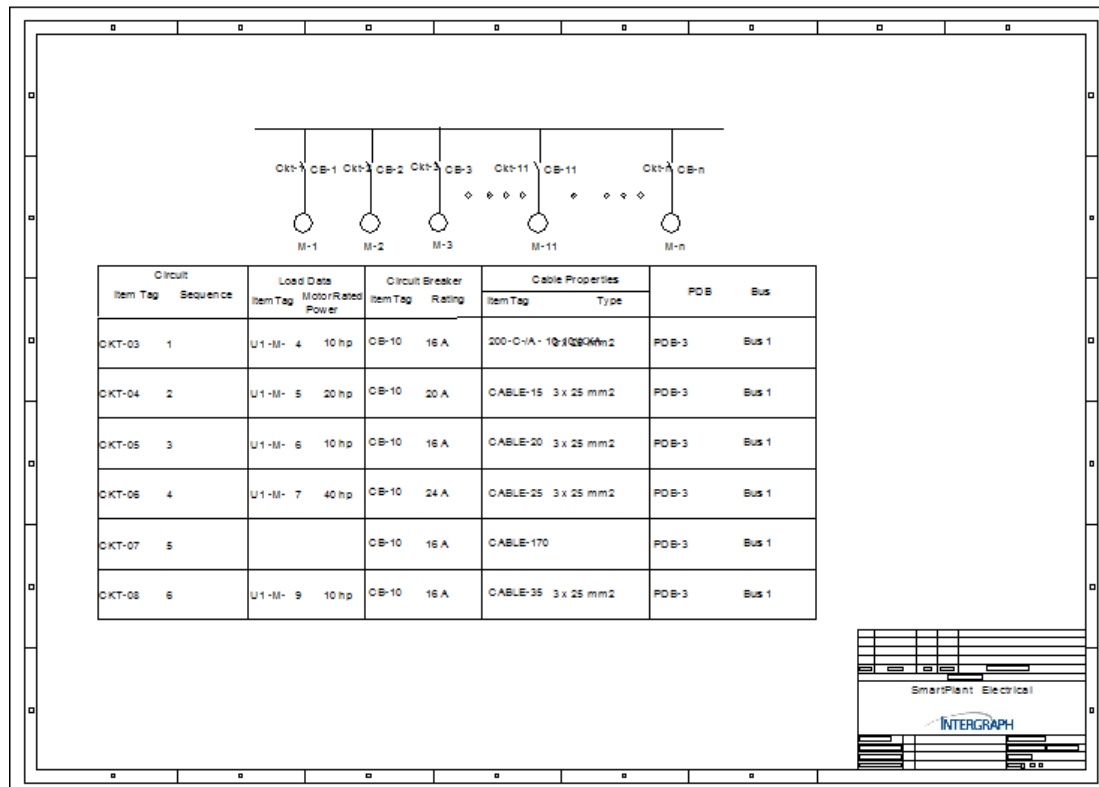 Ckt-1 CB-1 Ckt-2 CB-2 Ckt-3 CB-3 Ckt-11 CB-11 Ckt-n CB-n
M-1 M-2 M-3 M-11 M-n
Circuit Load Data Circuit Breaker Cable Properties PDB Bus
Item Tag Sequence Item Tag Motor Rated Power Item Tag Rating Item Tag Type
CKT-03 1 U1-M- 4 10 hp CB-10 16 A 200-C-/A - PDB-3 Bus 1
CKT-04 2 U1-M- 5 20 hp CB-10 20 A CABLE-15 3 x 25 mm2 PDB-3 Bus 1
CKT-05 3 U1-M- 6 10 hp CB-10 16 A CABLE-20 3 x 25 mm2 PDB-3 Bus 1
CKT-06 4 U1-M- 7 40 hp CB-10 24 A CABLE-25 3 x 25 mm2 PDB-3 Bus 1
CKT-07 5 CB-10 16 A CABLE-170 PDB-3 Bus 1
CKT-08 6 U1-M- 9 10 hp CB-10 16 A CABLE-35 3 x 25 mm2 PDB-3 Bus 1
SmartPlant Electrical
INTERGRAPH